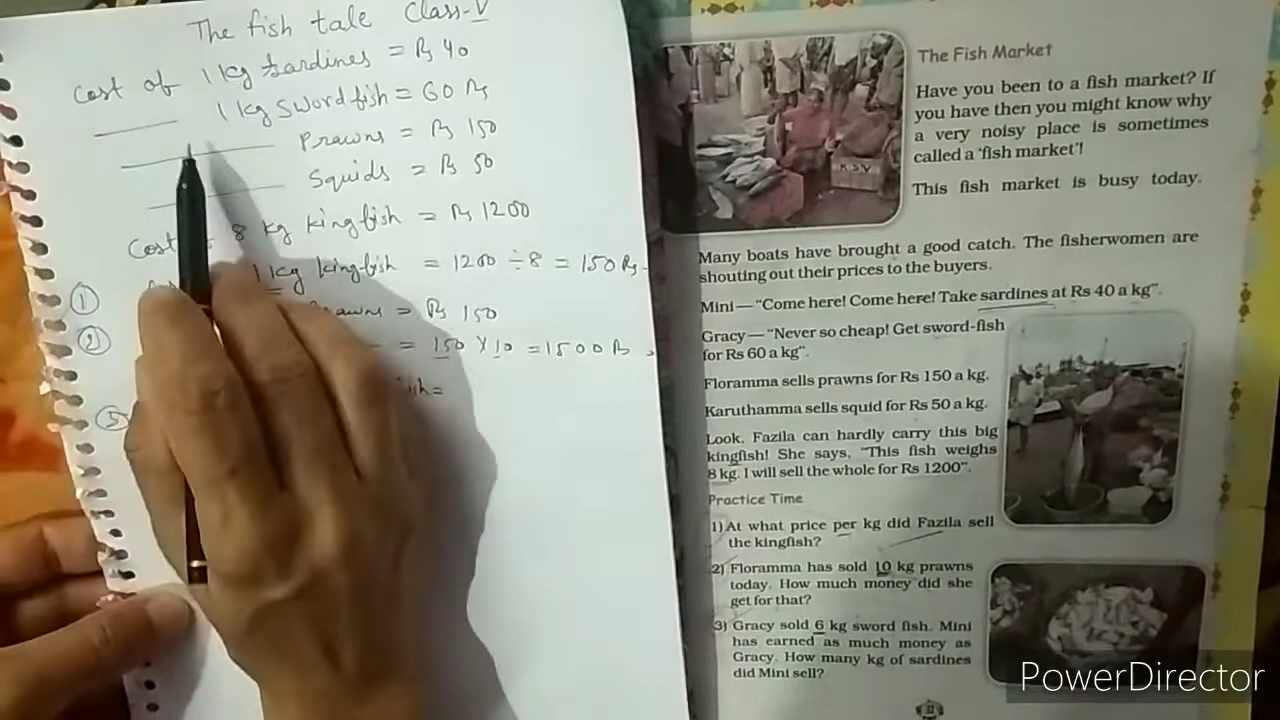 The fish tale Class-V
Cost of 1 kg sardines = Rs 40
1 kg Sword fish = 60 Rs
Prawns = Rs 150
Squids = Rs 50
Cost 8 kg king fish = Rs 1200
1 kg king fish = 1200 ÷ 8 = 150 Rs.
①
= Rs 150
②
= 150 X 10 = 1500 Rs
③
=
The Fish Market
Have you been to a fish market? If
you have then you might know why
a very noisy place is sometimes
called a 'fish market'!
This fish market is busy today.
Many boats have brought a good catch. The fisherwomen are
shouting out their prices to the buyers.
Mini— "Come here! Come here! Take sardines at Rs 40 a kg".
Gracy— "Never so cheap! Get sword-fish
for Rs 60 a kg".
Floramma sells prawns for Rs 150 a kg.
Karuthamma sells squid for Rs 50 a kg.
Look, Fazila can hardly carry this big
kingfish! She says, "This fish weighs
8 kg. I will sell the whole for Rs 1200".
Practice Time
1) At what price per kg did Fazila sell
the kingfish?
2) Floramma has sold 10 kg prawns
today. How much money did she
get for that?
3) Gracy sold 6 kg sword fish. Mini
has earned as much money as
Gracy. How many kg of sardines
did Mini sell?
KSV
PowerDirector